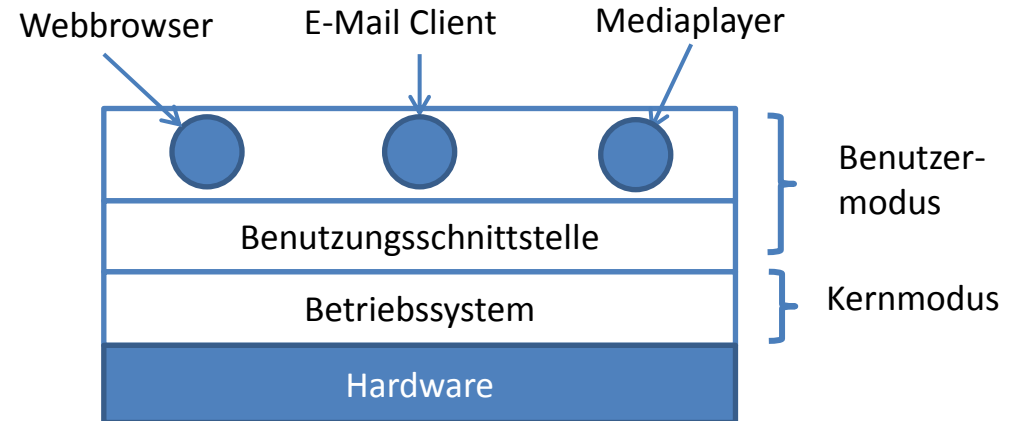 Webbrowser
E-Mail Client
Mediaplayer
Benutzer-
modus
Benutzungsschnittstelle
Betriebssystem
Kernmodus
Hardware